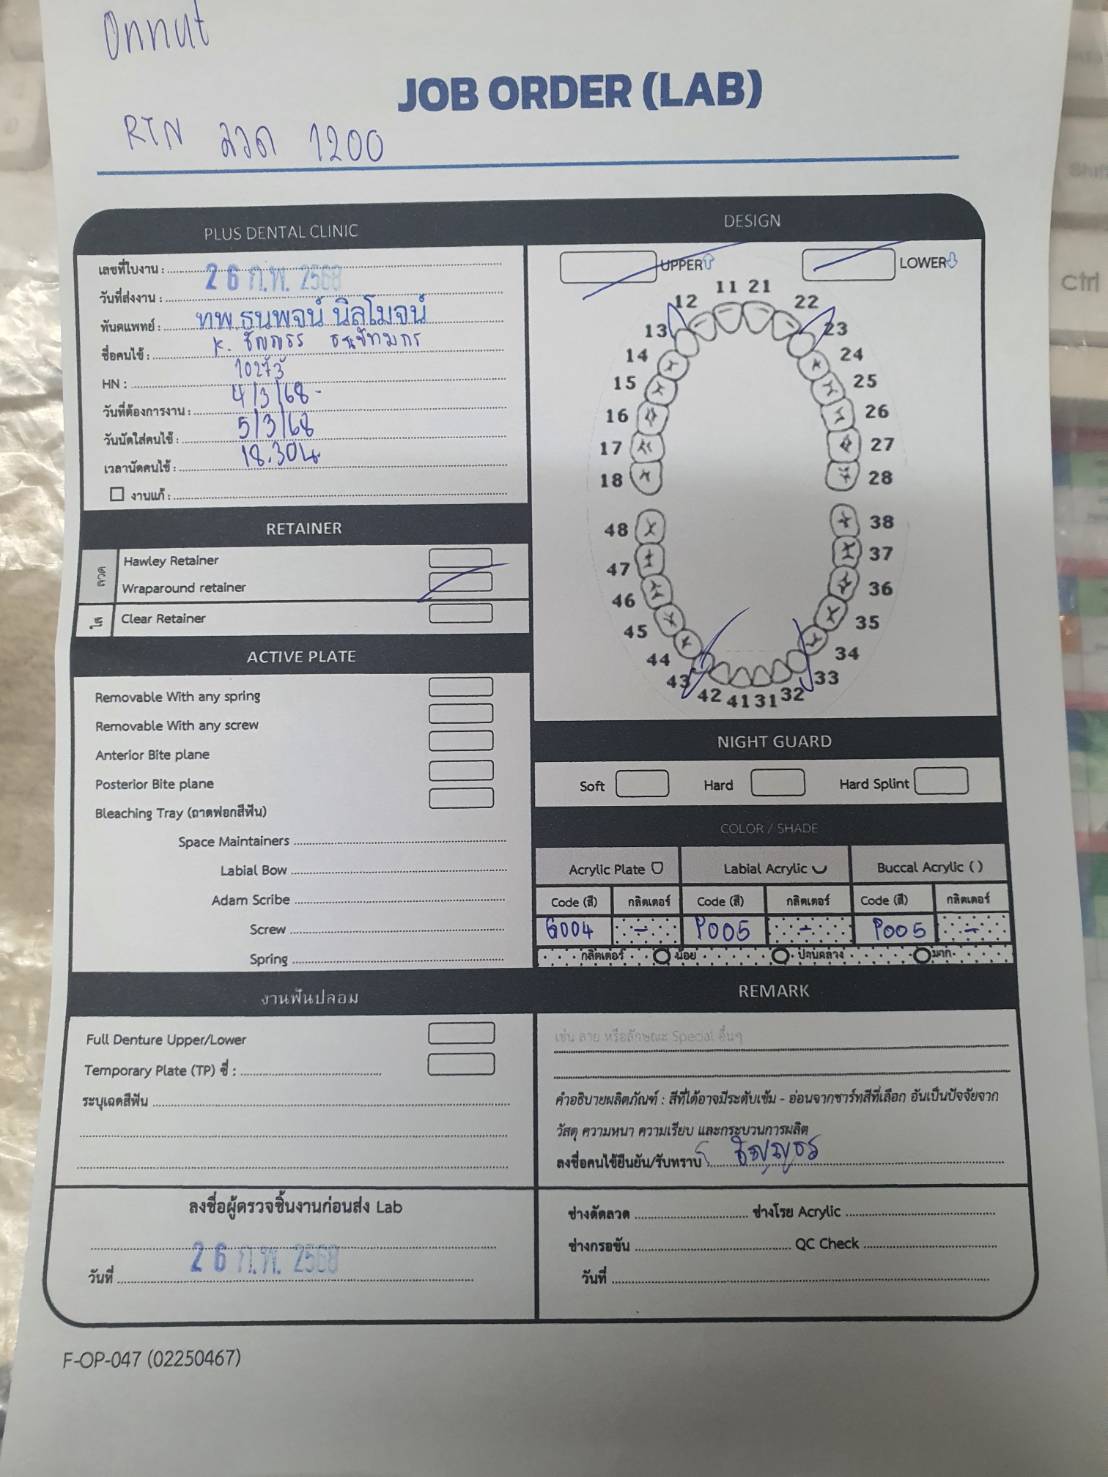 Onnut
JOB ORDER (LAB)
RTN ลวด 1200
PLUS DENTAL CLINIC
เลขที่ใบงาน :
26 ก.พ. 2568
วันที่ส่งงาน :
ทันตแพทย์ : ทพ.ธนพจน์ นิลโมจน์
ชื่อคนไข้ : K.
HN :
วันที่ต้องการงาน : 4/3/68 -
วันนัดใส่คนไข้ : 5/3/68
เวลานัดคนไข้ : 18.30น
งานแก้ :
DESIGN
UPPER
LOWER
11 21
12 22
13 23
14 24
15 25
16 26
17 27
18 28
48 38
47 37
46 36
45 35
44 34
43 33
42 41 31 32
RETAINER
ลวด
Hawley Retainer
Wraparound retainer
ใส
Clear Retainer
ACTIVE PLATE
Removable With any spring
Removable With any screw
Anterior Bite plane
Posterior Bite plane
Bleaching Tray (ถาดฟอกสีฟัน)
Space Maintainers
Labial Bow
Adam Scribe
Screw
Spring
NIGHT GUARD
Soft Hard Hard Splint
COLOR / SHADE
Acrylic Plate Labial Acrylic Buccal Acrylic ( )
Code (สี) กลิตเตอร์ Code (สี) กลิตเตอร์ Code (สี) กลิตเตอร์
G004 - P005 - P005 -
กลิตเตอร์ น้อย ปานกลาง มาก
งานฟันปลอม
Full Denture Upper/Lower
Temporary Plate (TP) ซี่ :
ระบุเฉดสีฟัน
REMARK
เช่น ลาย หรือลักษณะ Special อื่นๆ
คำอธิบายผลิตภัณฑ์ : สีที่ได้อาจมีระดับเข้ม - อ่อนจากชาร์ทสีที่เลือก อันเป็นปัจจัยจาก
วัสดุ ความหนา ความเรียบ และกระบวนการผลิต
ลงชื่อคนไข้ยืนยัน/รับทราบ
ลงชื่อผู้ตรวจชิ้นงานก่อนส่ง Lab
วันที่ 26 ก.พ. 2568
ช่างดัดลวด ช่างโรย Acrylic
ช่างกรอขัน QC Check
วันที่
F-OP-047 (02250467)